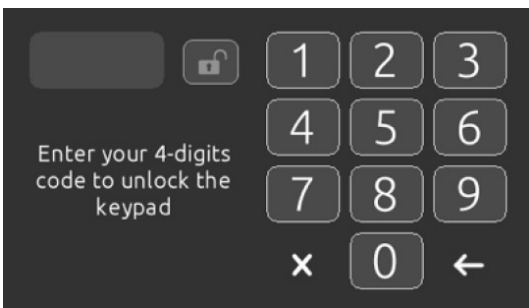 1 2 3
4 5 6
Enter your 4-digits
code to unlock the
keypad
7 8 9
x 0 ←